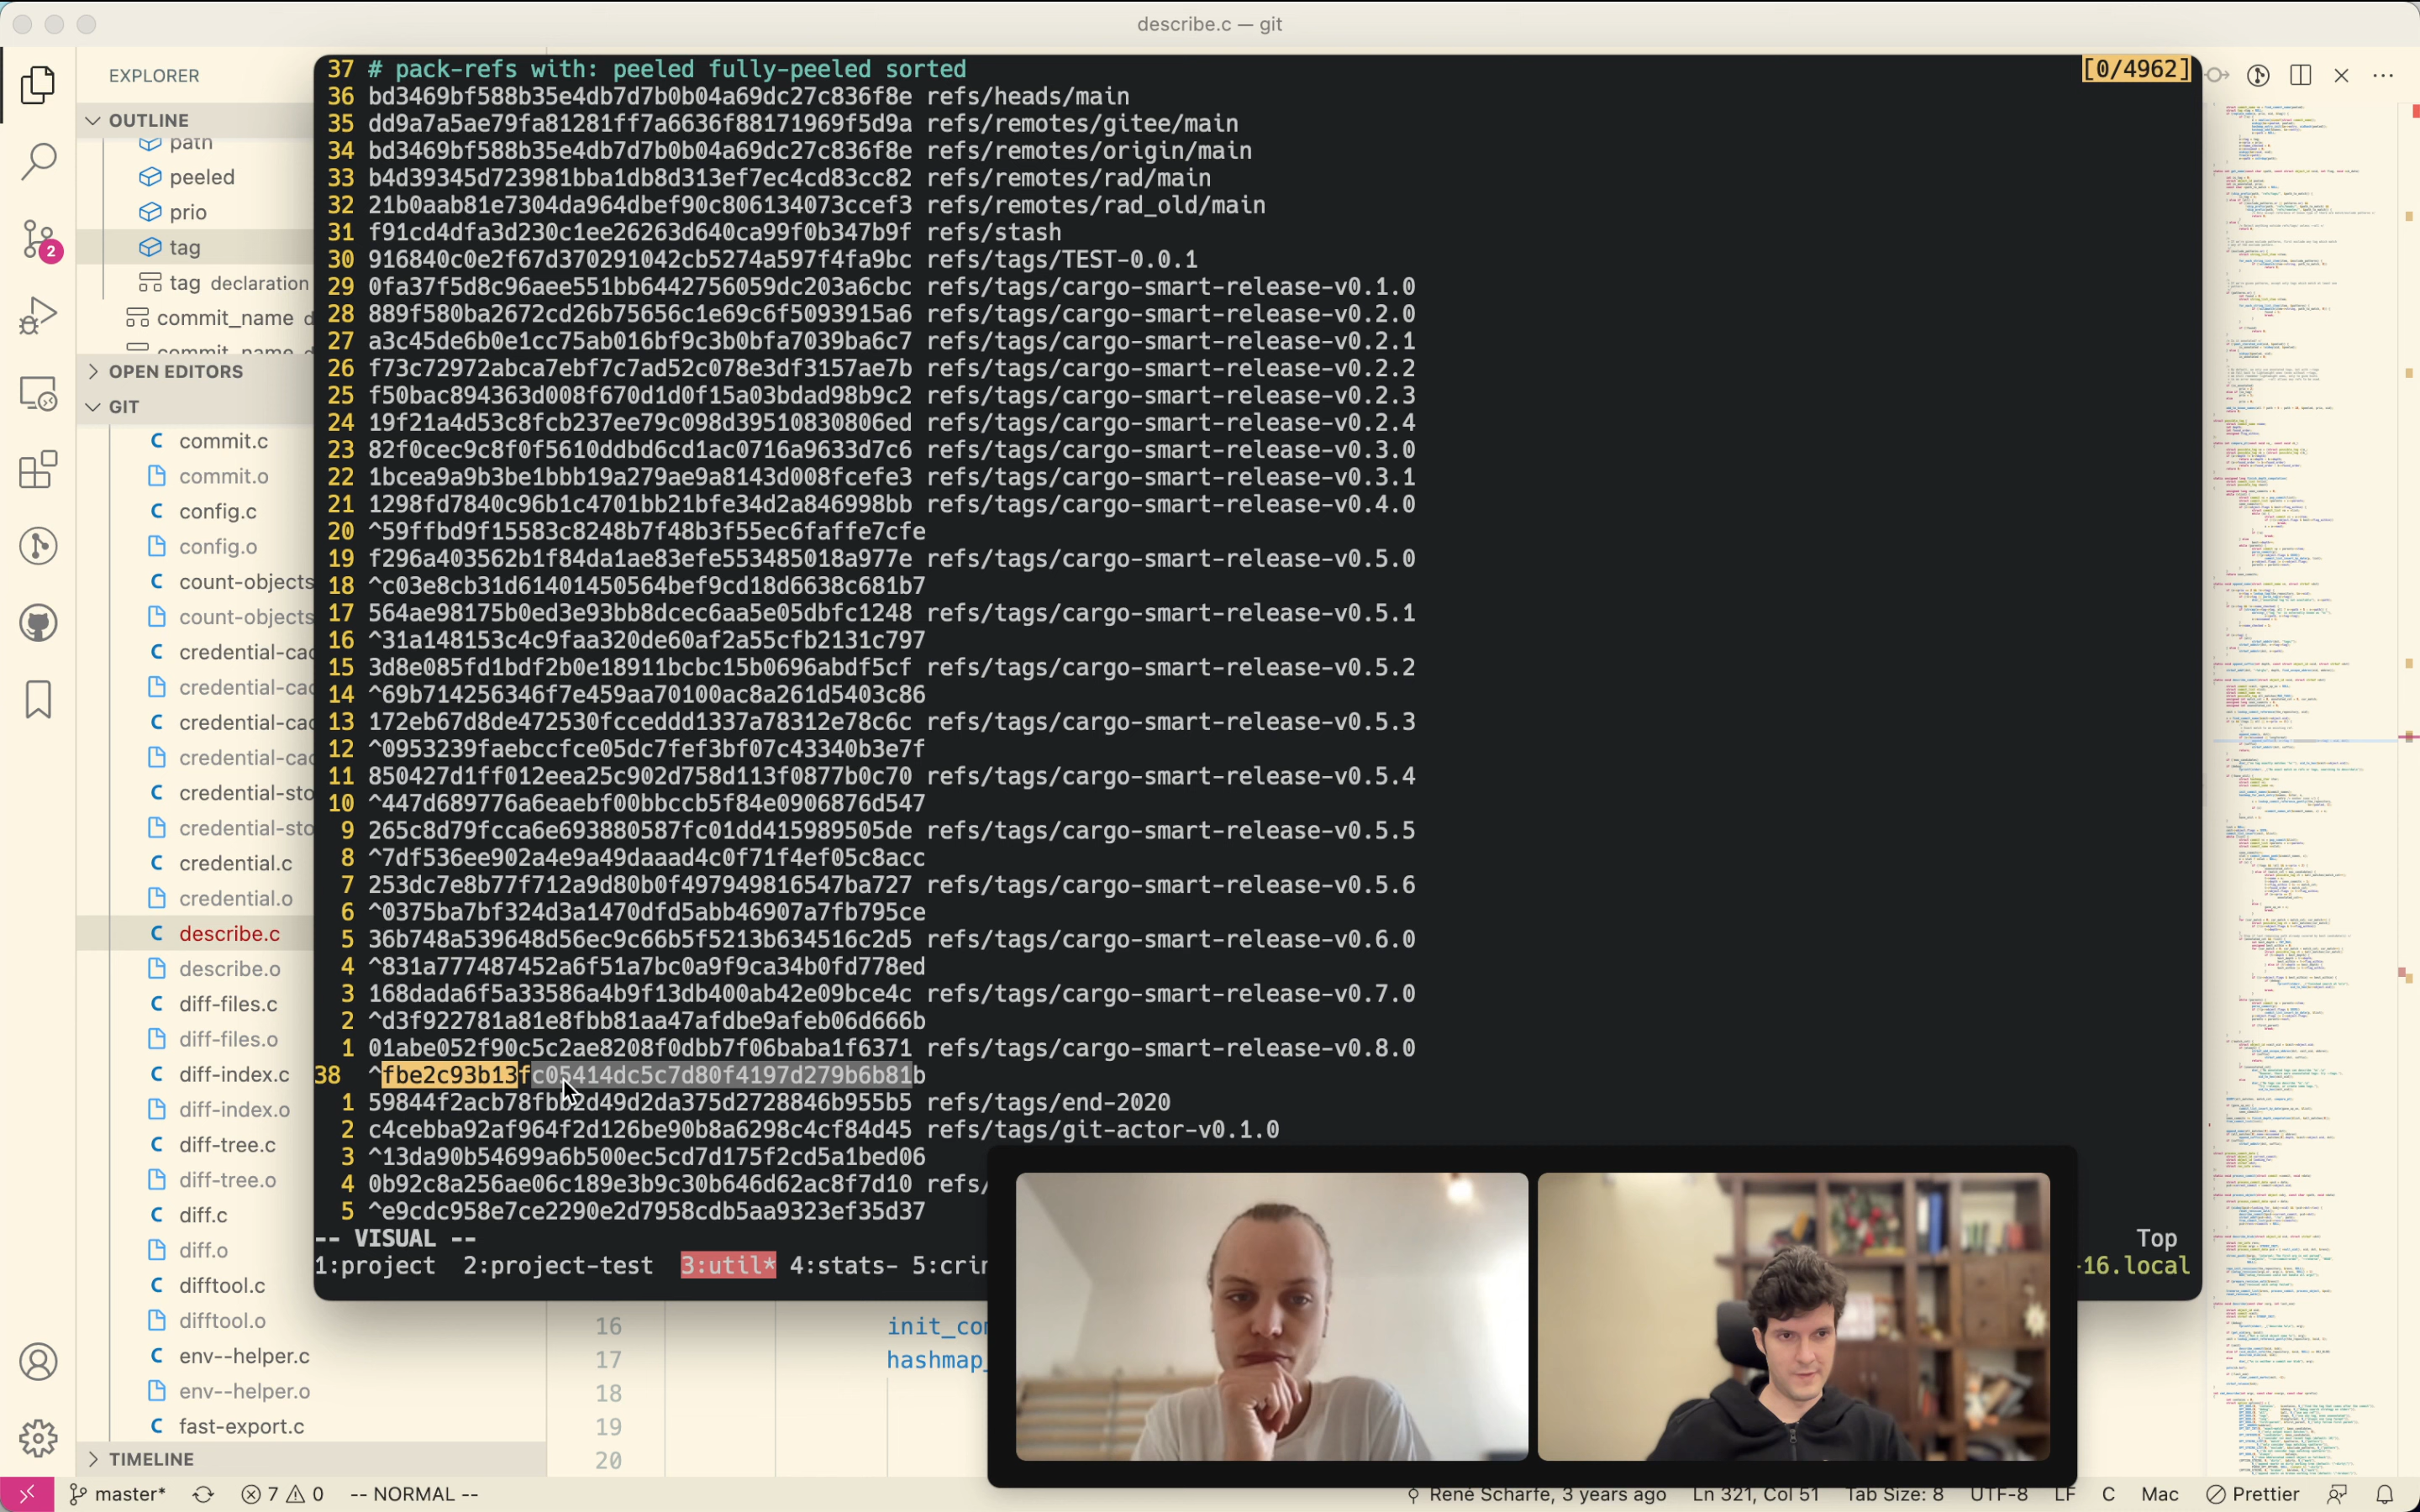 describe.c — git
EXPLORER
OUTLINE
path
peeled
prio
tag
tag declaration
commit_name d
commit_name d
OPEN EDITORS
GIT
commit.c
commit.o
config.c
config.o
count-objects
count-objects
credential-cac
credential-cac
credential-cac
credential-cac
credential-sto
credential-sto
credential.c
credential.o
describe.c
describe.o
diff-files.c
diff-files.o
diff-index.c
diff-index.o
diff-tree.c
diff-tree.o
diff.c
diff.o
difftool.c
difftool.o
env--helper.c
env--helper.o
fast-export.c
TIMELINE
2
[0/4962]
37 # pack-refs with: peeled fully-peeled sorted
36 bd3469bf588b35e4db7d7b0b04a69dc27c836f8e refs/heads/main
35 dd9a7a5ae79fa81281ff7a6636f88171969f5d9a refs/remotes/gitee/main
34 bd3469bf588b35e4db7d7b0b04a69dc27c836f8e refs/remotes/origin/main
33 b4d39345d723981bba1db8d313ef7ec4cd83cc82 refs/remotes/rad/main
32 21b0aab81e7304da964dbef90c806134073ccef3 refs/remotes/rad_old/main
31 f91cd4dfa3d230c1ee26263d640ca99f0b347b9f refs/stash
30 916840c0e2f67d370291042cb5274a597f4fa9bc refs/tags/TEST-0.0.1
29 0fa37f5d8c96aee551bb6442756059dc203a6cbc refs/tags/cargo-smart-release-v0.1.0
28 889f580ba2672cd26b75656c1e69c6f5093915a6 refs/tags/cargo-smart-release-v0.2.0
27 a3c45de6b0e1cc75ab016bf9c3b0bfa7039ba6c7 refs/tags/cargo-smart-release-v0.2.1
26 f73c72972abca7ebf7c7ad52c078e3df3157ae7b refs/tags/cargo-smart-release-v0.2.2
25 f50bac894363d008f670d1d0f15a03bdad98b9c2 refs/tags/cargo-smart-release-v0.2.3
24 19f21a4d53c8fcb237ee79c098d39510830806ed refs/tags/cargo-smart-release-v0.2.4
23 82f0cec9c8f0f5610ddbd6cd1ac0716a9633d7c6 refs/tags/cargo-smart-release-v0.3.0
22 1bcea9a9b3be1bbb19a279ae9a8143d008fcefe3 refs/tags/cargo-smart-release-v0.3.1
21 1298fd7840c96b1c4701bb21bfe34d2a846998bb refs/tags/cargo-smart-release-v0.4.0
20 ^59ffbd9f15583c8248b7f48b3f55ec6faffe7cfe
19 f296a403562b1f84da1ae83efe553485018a977e refs/tags/cargo-smart-release-v0.5.0
18 ^c03e8cb31d61401450564bef9cd18d6638c681b7
17 564ae98175b0ed3e93bb8dcec6aa5e05dbfc1248 refs/tags/cargo-smart-release-v0.5.1
16 ^31a148153c4c9faa320de60af2a55cfb2131c797
15 3d8e085fd1bdf2b0e18911bcbc15b0696abdf5cf refs/tags/cargo-smart-release-v0.5.2
14 ^69b714256346f7e459aa70100ac8a261d5403c86
13 172eb67d8de472530fcceddd1337a78312e78c6c refs/tags/cargo-smart-release-v0.5.3
12 ^0953239faebccfce05dc7fef3bf07c43340b3e7f
11 850427d1ff012eea25c902d758d113f0877b0c70 refs/tags/cargo-smart-release-v0.5.4
10 ^447d689776a6eaebf00bbccb5f84e0906876d547
9 265c8d79fcca6e693880587fc01dd415989505de refs/tags/cargo-smart-release-v0.5.5
8 ^7df536ee902a4e9a49daaad4c0f71f4ef05c8acc
7 253dc7e8b77f712a9d80b0f497949816547ba727 refs/tags/cargo-smart-release-v0.5.6
6 ^0375ba7bf324d3a1470dfd5abb46907a7fb795ce
5 36b748a539648d56ec9c66b5f5213b634516c2d5 refs/tags/cargo-smart-release-v0.6.0
4 ^831a777487452a6f51a7bc0a9f9ca34b0fd778ed
3 168dada6f5a33586a4b9f13db400ab42e09bce4c refs/tags/cargo-smart-release-v0.7.0
2 ^d3f922781a81e8fbb81aa47afdbe9afeb06d666b
1 01abe052f90c5c2ae8208f0dbb7f06baba1f6371 refs/tags/cargo-smart-release-v0.8.0
38 ^fbe2c93b13fc05414dc5c7d80f4197d279b6b81b
1 refs/tags/end-2020
2 c4cebba92af964f2d126be90b8a6298c4cf84d45 refs/tags/git-actor-v0.1.0
3 ^13da90b54699a6b500ec5cd7d175f2cd5a1bed06
4 0b92c8a256ae06c189e3b9c30b646d62ac8f7d10 refs/
5 ^e9cdc958e7ce2290e2d7958cdb5aa9323ef35d37
-- VISUAL --
Top
1:project 2:project-test 3:util* 4:stats- 5:crin
-16.local
16 init_con
17 hashmap_
18
19
20
master* 7 0 -- NORMAL --
René Scharfe, 3 years ago Ln 321, Col 51 Tab Size: 8 UTF-8 LF C Mac Prettier